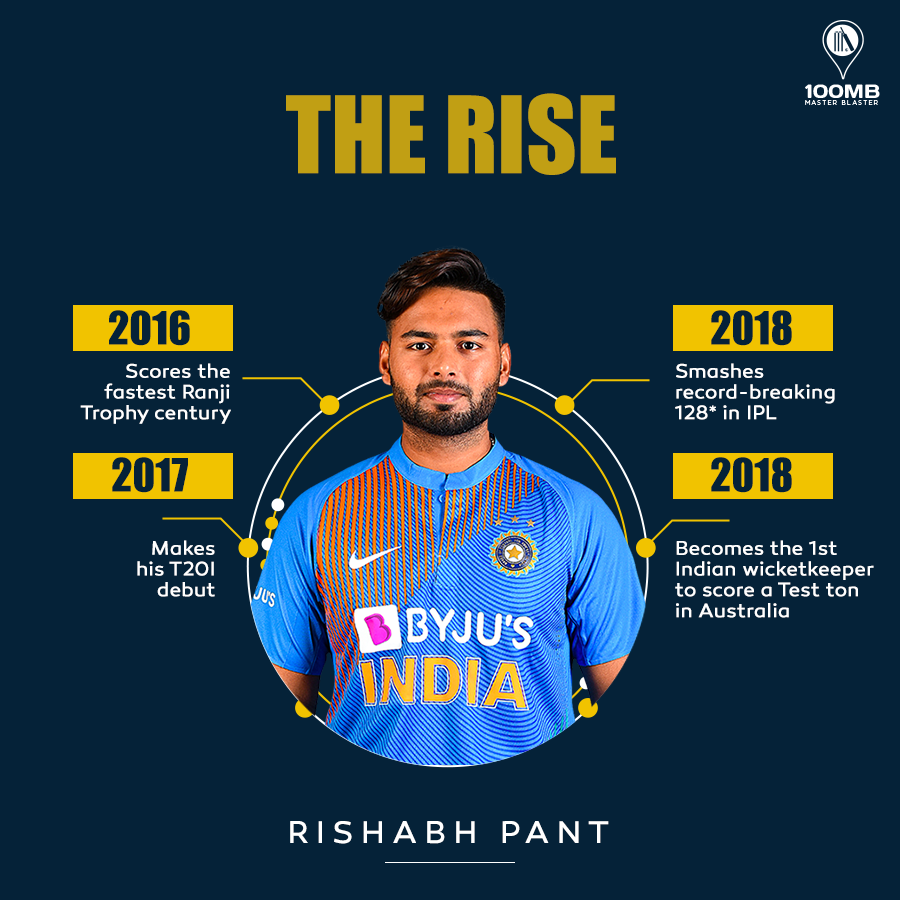 100MB
MASTER BLASTER
THE RISE
2016
Scores the
fastest Ranji
Trophy century
2017
Makes
his T20I
debut
2018
Smashes
record-breaking
128* in IPL
2018
Becomes the 1st
Indian wicketkeeper
to score a Test ton
in Australia
JU'S
B BYJU'S
INDIA
RISHABH PANT